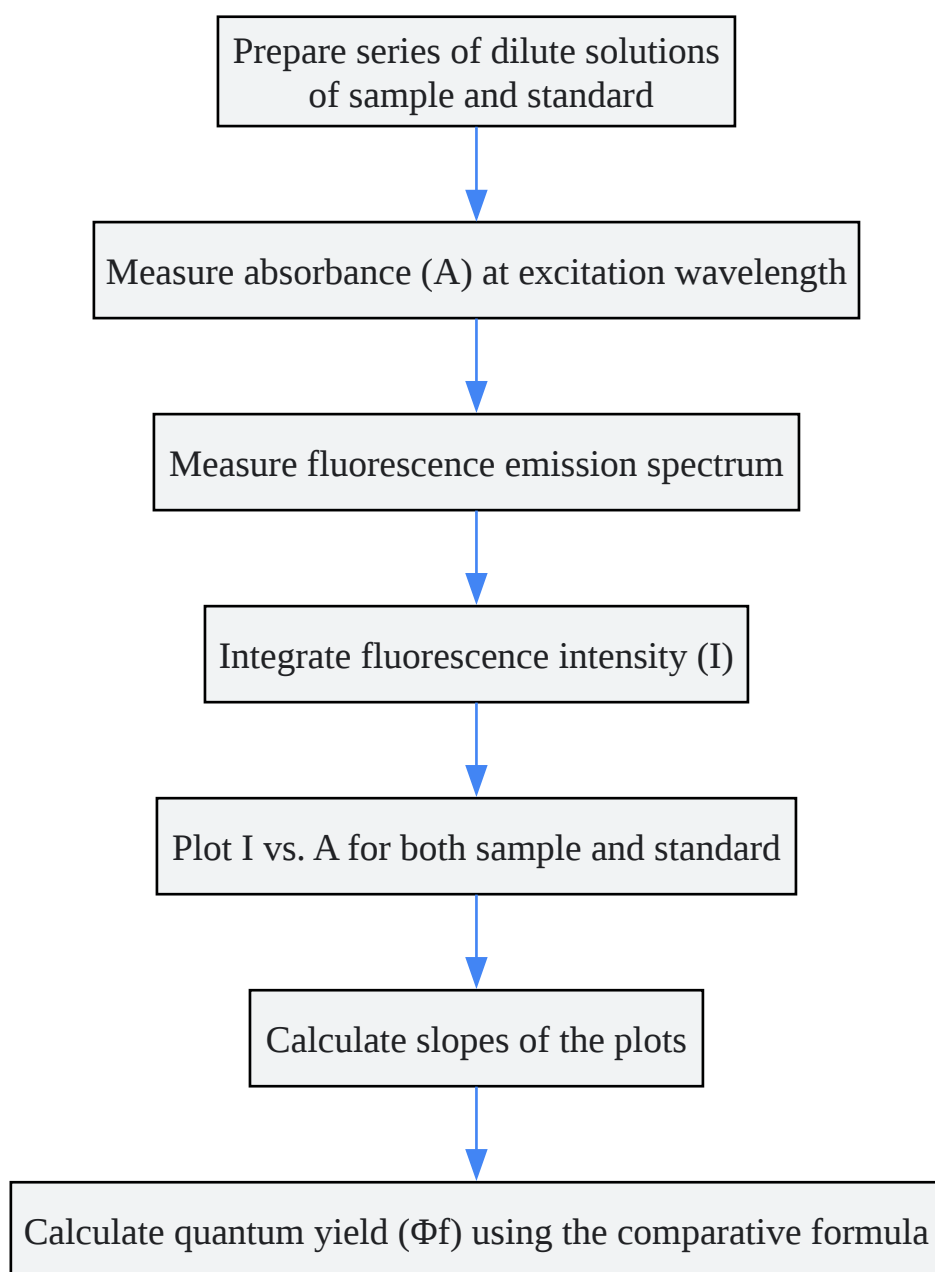 Prepare series of dilute solutions
of sample and standard
Measure absorbance (A) at excitation wavelength
Measure fluorescence emission spectrum
Integrate fluorescence intensity (I)
Plot I vs. A for both sample and standard
Calculate slopes of the plots
Calculate quantum yield (Φf) using the comparative formula